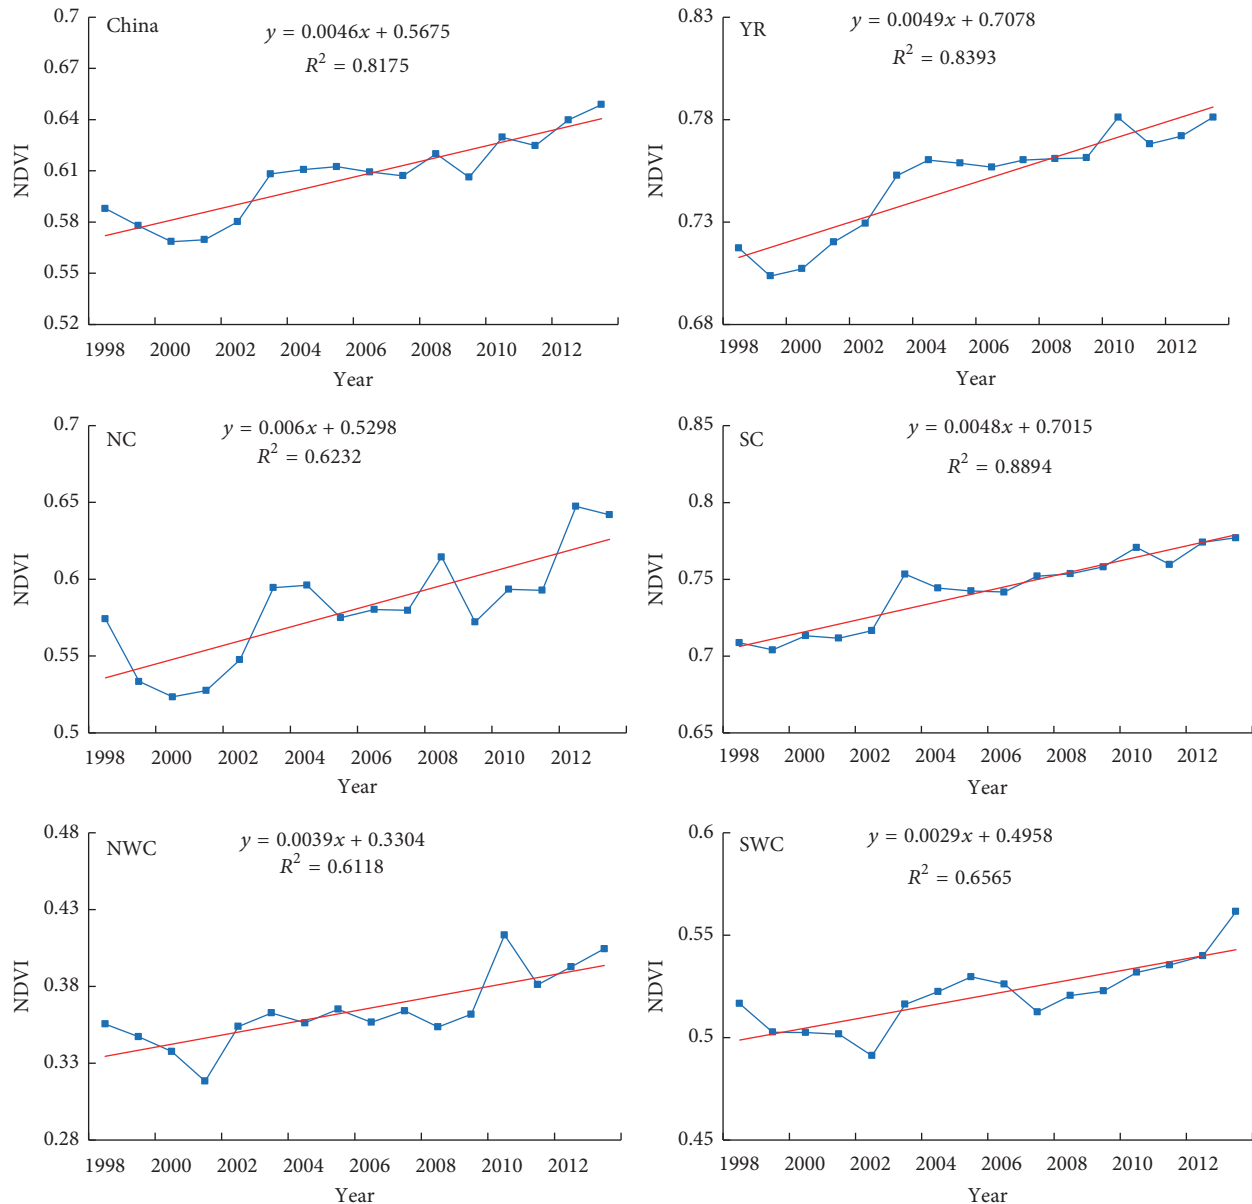 China
y = 0.0046x + 0.5675
R² = 0.8175
NDVI
0.7
0.67
0.64
0.61
0.58
0.55
0.52
1998 2000 2002 2004 2006 2008 2010 2012
Year
YR
y = 0.0049x + 0.7078
R² = 0.8393
NDVI
0.83
0.78
0.73
0.68
1998 2000 2002 2004 2006 2008 2010 2012
Year
NC
y = 0.006x + 0.5298
R² = 0.6232
NDVI
0.7
0.65
0.6
0.55
0.5
1998 2000 2002 2004 2006 2008 2010 2012
Year
SC
y = 0.0048x + 0.7015
R² = 0.8894
NDVI
0.85
0.8
0.75
0.7
0.65
1998 2000 2002 2004 2006 2008 2010 2012
Year
NWC
y = 0.0039x + 0.3304
R² = 0.6118
NDVI
0.48
0.43
0.38
0.33
0.28
1998 2000 2002 2004 2006 2008 2010 2012
Year
SWC
y = 0.0029x + 0.4958
R² = 0.6565
NDVI
0.6
0.55
0.5
0.45
1998 2000 2002 2004 2006 2008 2010 2012
Year